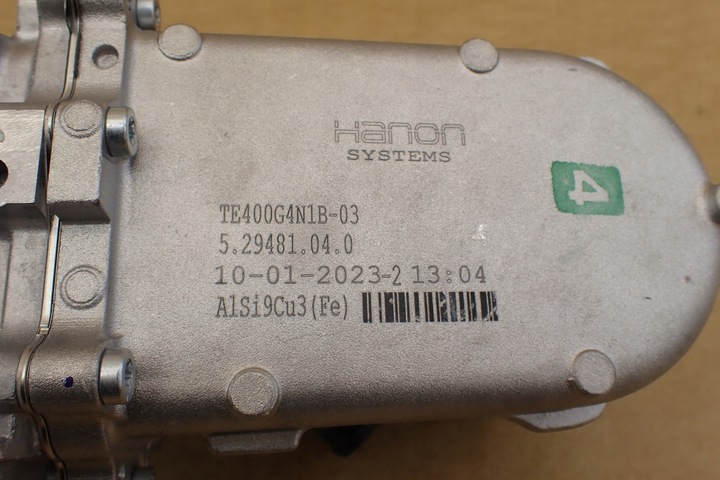 Hanon
SYSTEMS
4
TE400G4N1B-03
5.29481.04.0
10-01-2023-2 13:04
AlSi9Cu3(Fe)